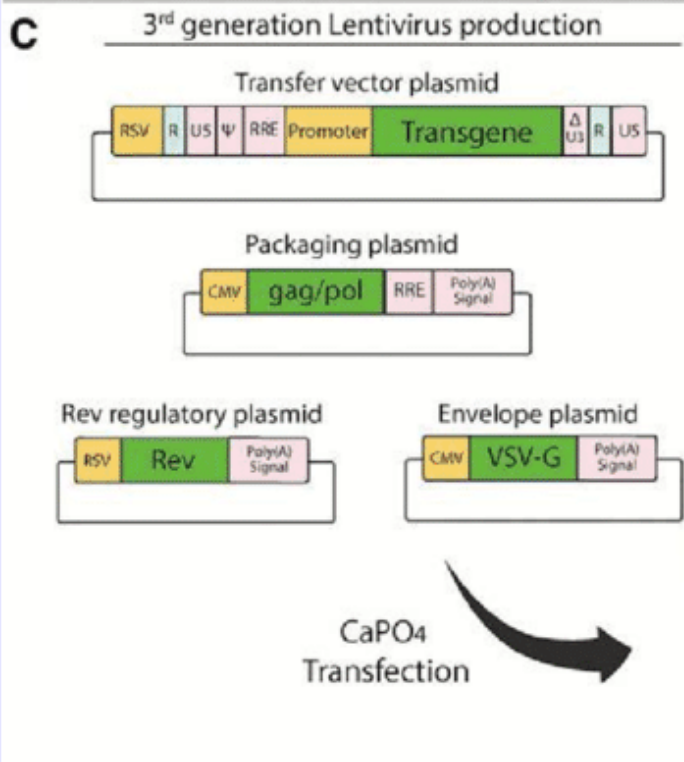 C
3rd generation Lentivirus production
Transfer vector plasmid
RSV R U5 Ψ RRE Promoter Transgene Δ U3 R U5
Packaging plasmid
CMV gag/pol RRE Poly(A) Signal
Rev regulatory plasmid
RSV Rev Poly(A) Signal
Envelope plasmid
CMV VSV-G Poly(A) Signal
CaPO4
Transfection